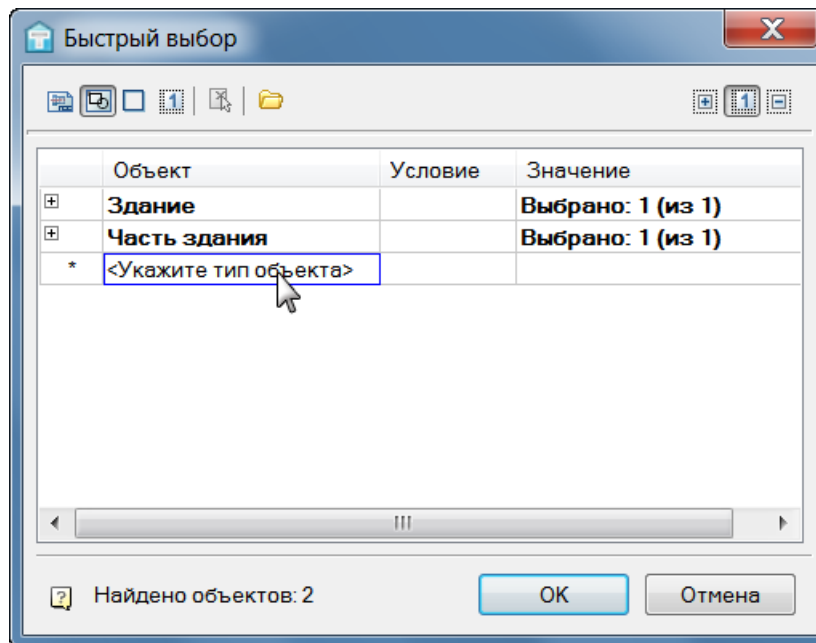 Быстрый выбор
Объект Условие Значение
Здание Выбрано: 1 (из 1)
Часть здания Выбрано: 1 (из 1)
* <Укажите тип объекта>
Найдено объектов: 2 OK Отмена